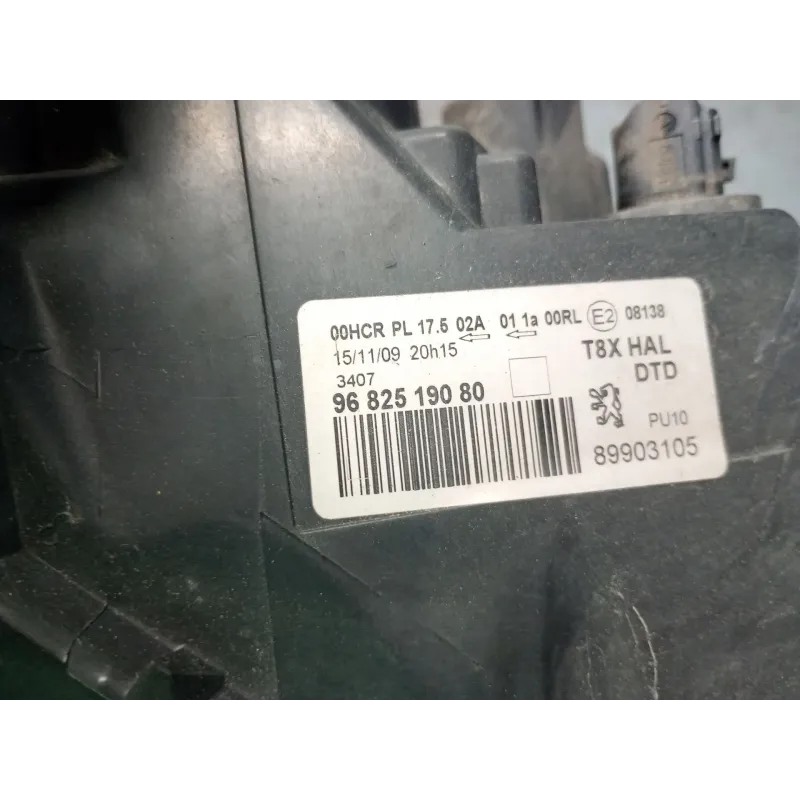 00HCR PL 17.5 02A 01 1a 00RL E2 08138
15/11/09 20h15
T8X HAL
3407
DTD
96 825 190 80
PU10
89903105